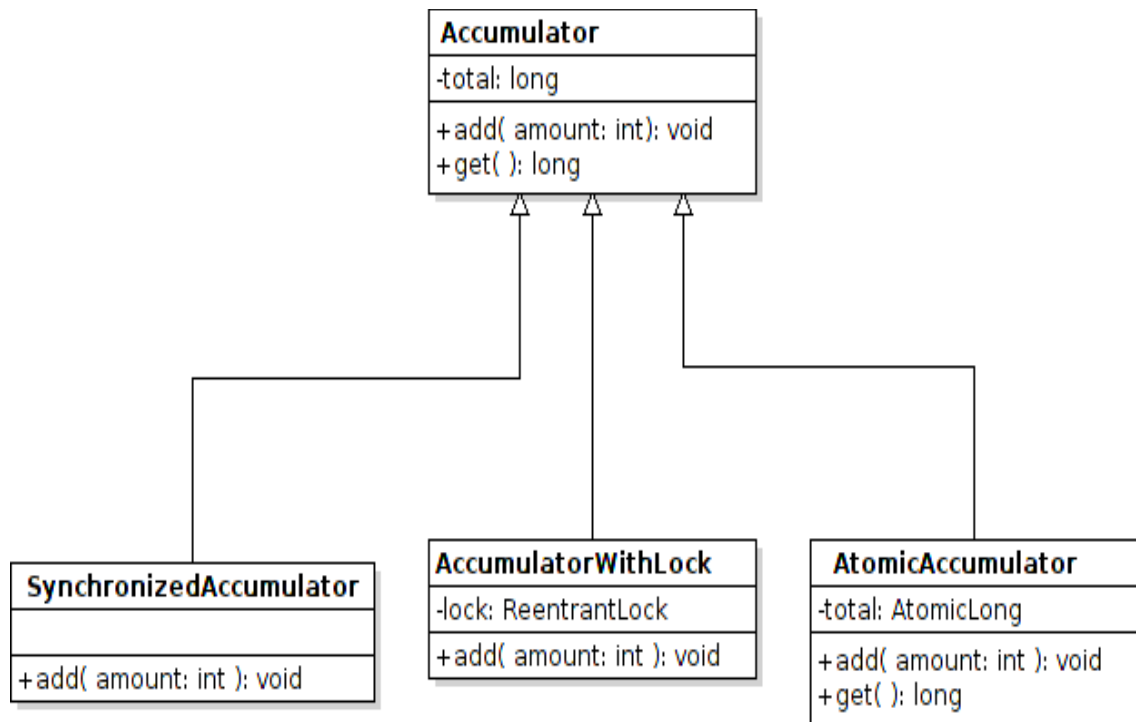 Accumulator
-total: long
+add( amount: int): void
+get( ): long
SynchronizedAccumulator
+add( amount: int ): void
AccumulatorWithLock
-lock: ReentrantLock
+add( amount: int ): void
AtomicAccumulator
-total: AtomicLong
+add( amount: int ): void
+get( ): long